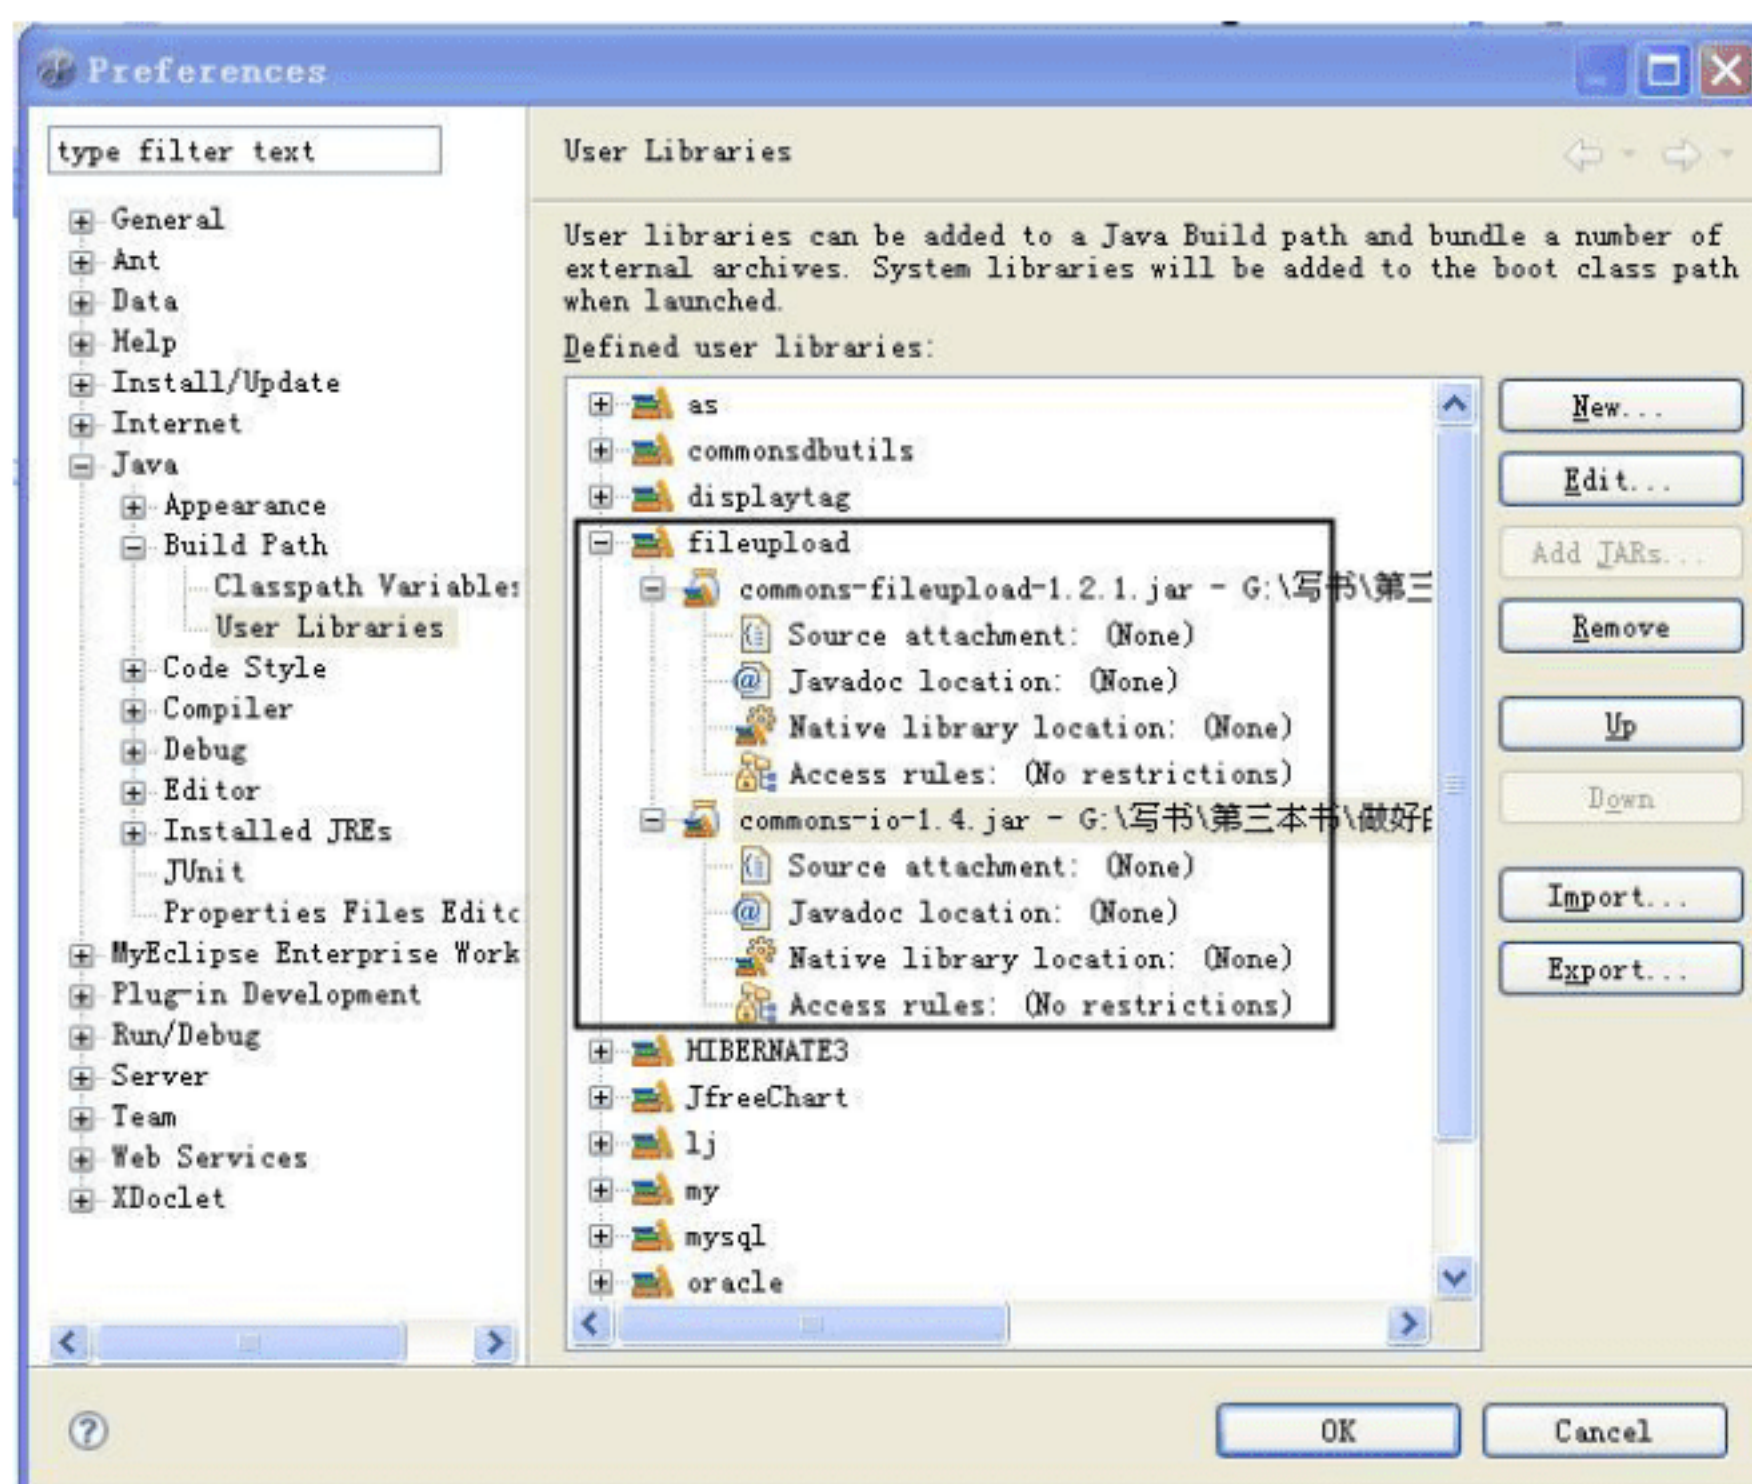 Preferences
type filter text
General
Ant
Data
Help
Install/Update
Internet
Java
Appearance
Build Path
Classpath Variable:
User Libraries
Code Style
Compiler
Debug
Editor
Installed JREs
JUnit
Properties Files Editc
MyEclipse Enterprise Work
Plug-in Development
Run/Debug
Server
Team
Web Services
XDoclet
User Libraries
User libraries can be added to a Java Build path and bundle a number of
external archives. System libraries will be added to the boot class path
when launched.
Defined user libraries:
as
commonsdbutils
displaytag
fileupload
commons-fileupload-1.2.1.jar - G:\写书\第三
Source attachment: (None)
Javadoc location: (None)
Native library location: (None)
Access rules: (No restrictions)
commons-io-1.4.jar - G:\写书\第三本书\做好
Source attachment: (None)
Javadoc location: (None)
Native library location: (None)
Access rules: (No restrictions)
HIBERNATE3
JfreeChart
lj
my
mysql
oracle
New...
Edit...
Add JARs...
Remove
Up
Down
Import...
Export...
OK
Cancel